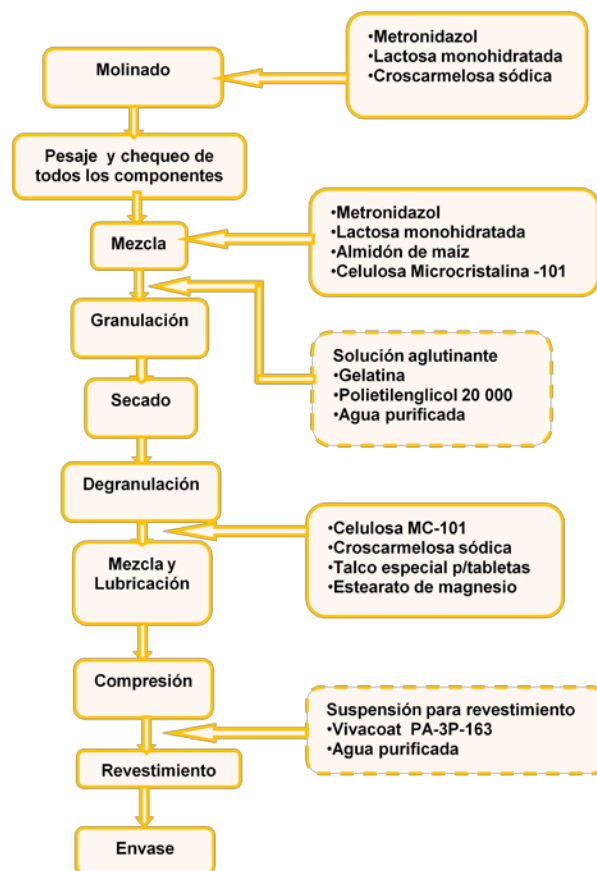 Molinado
•Metronidazol
•Lactosa monohidratada
•Croscarmelosa sódica
Pesaje y chequeo de
todos los componentes
Mezcla
•Metronidazol
•Lactosa monohidratada
•Almidón de maíz
•Celulosa Microcristalina -101
Granulación
Solución aglutinante
•Gelatina
•Polietilenglicol 20 000
•Agua purificada
Secado
Degranulación
•Celulosa MC-101
•Croscarmelosa sódica
•Talco especial p/tabletas
•Estearato de magnesio
Mezcla y
Lubricación
Compresión
Suspensión para revestimiento
•Vivacoat PA-3P-163
•Agua purificada
Revestimiento
Envase